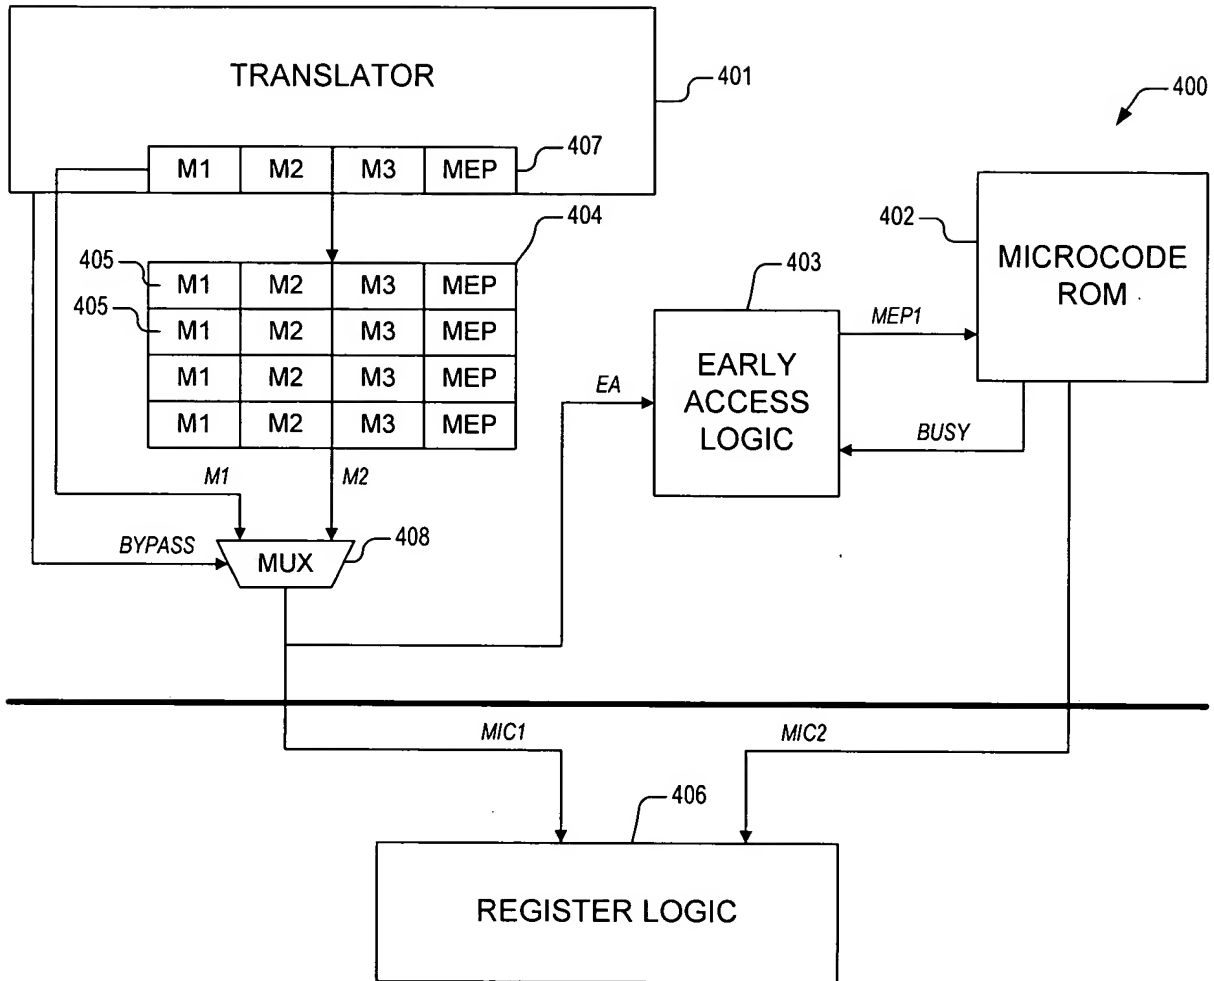 TRANSLATOR
401
400
M1 M2 M3 MEP
407
404
402
MICROCODE
ROM
405
M1 M2 M3 MEP
403
405
M1 M2 M3 MEP
MEP1
M1 M2 M3 MEP
EARLY
ACCESS
LOGIC
EA
M1 M2 M3 MEP
BUSY
M1
M2
BYPASS
MUX
408
MIC1
MIC2
406
REGISTER LOGIC